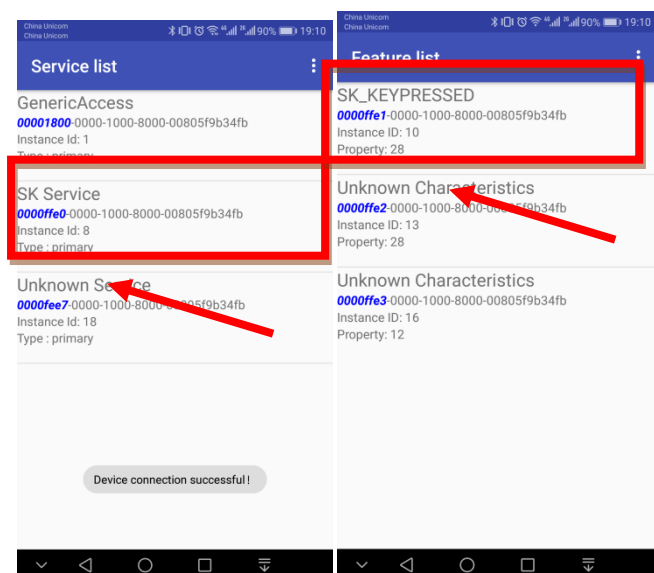 China Unicom
China Unicom
90% 19:10
Service list
GenericAccess
00001800-0000-1000-8000-00805f9b34fb
Instance Id: 1
Type : primary
SK Service
0000ffe0-0000-1000-8000-00805f9b34fb
Instance Id: 8
Type : primary
Unknown Service
0000fee7-0000-1000-8000-00805f9b34fb
Instance Id: 18
Type : primary
Device connection successful!
China Unicom
China Unicom
90% 19:10
Feature list
SK_KEYPRESSED
0000ffe1-0000-1000-8000-00805f9b34fb
Instance ID: 10
Property: 28
Unknown Characteristics
0000ffe2-0000-1000-8000-00805f9b34fb
Instance ID: 13
Property: 28
Unknown Characteristics
0000ffe3-0000-1000-8000-00805f9b34fb
Instance ID: 16
Property: 12